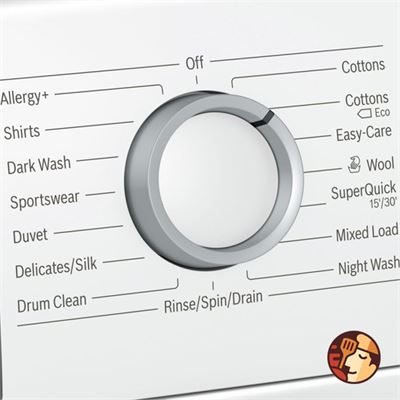 Off
Allergy+
Shirts
Dark Wash
Sportswear
Duvet
Delicates/Silk
Drum Clean
Rinse/Spin/Drain
Cottons
Cottons
Eco
Easy-Care
Wool
SuperQuick
15'/30'
Mixed Load
Night Wash